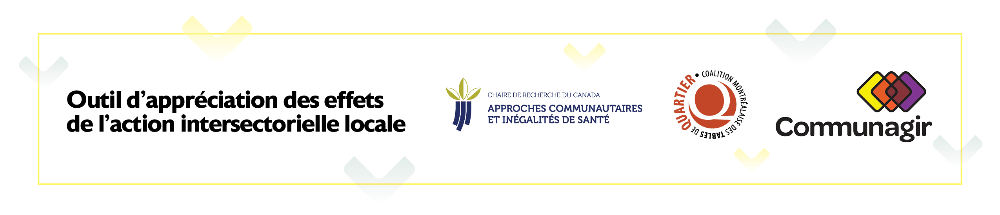 Outil d’appréciation des effets
de l’action intersectorielle locale
CHAIRE DE RECHERCHE DU CANADA
APPROCHES COMMUNAUTAIRES
ET INÉGALITÉS DE SANTÉ
COALITION MONTRÉALAISE DES TABLES DE QUARTIER •
Communagir